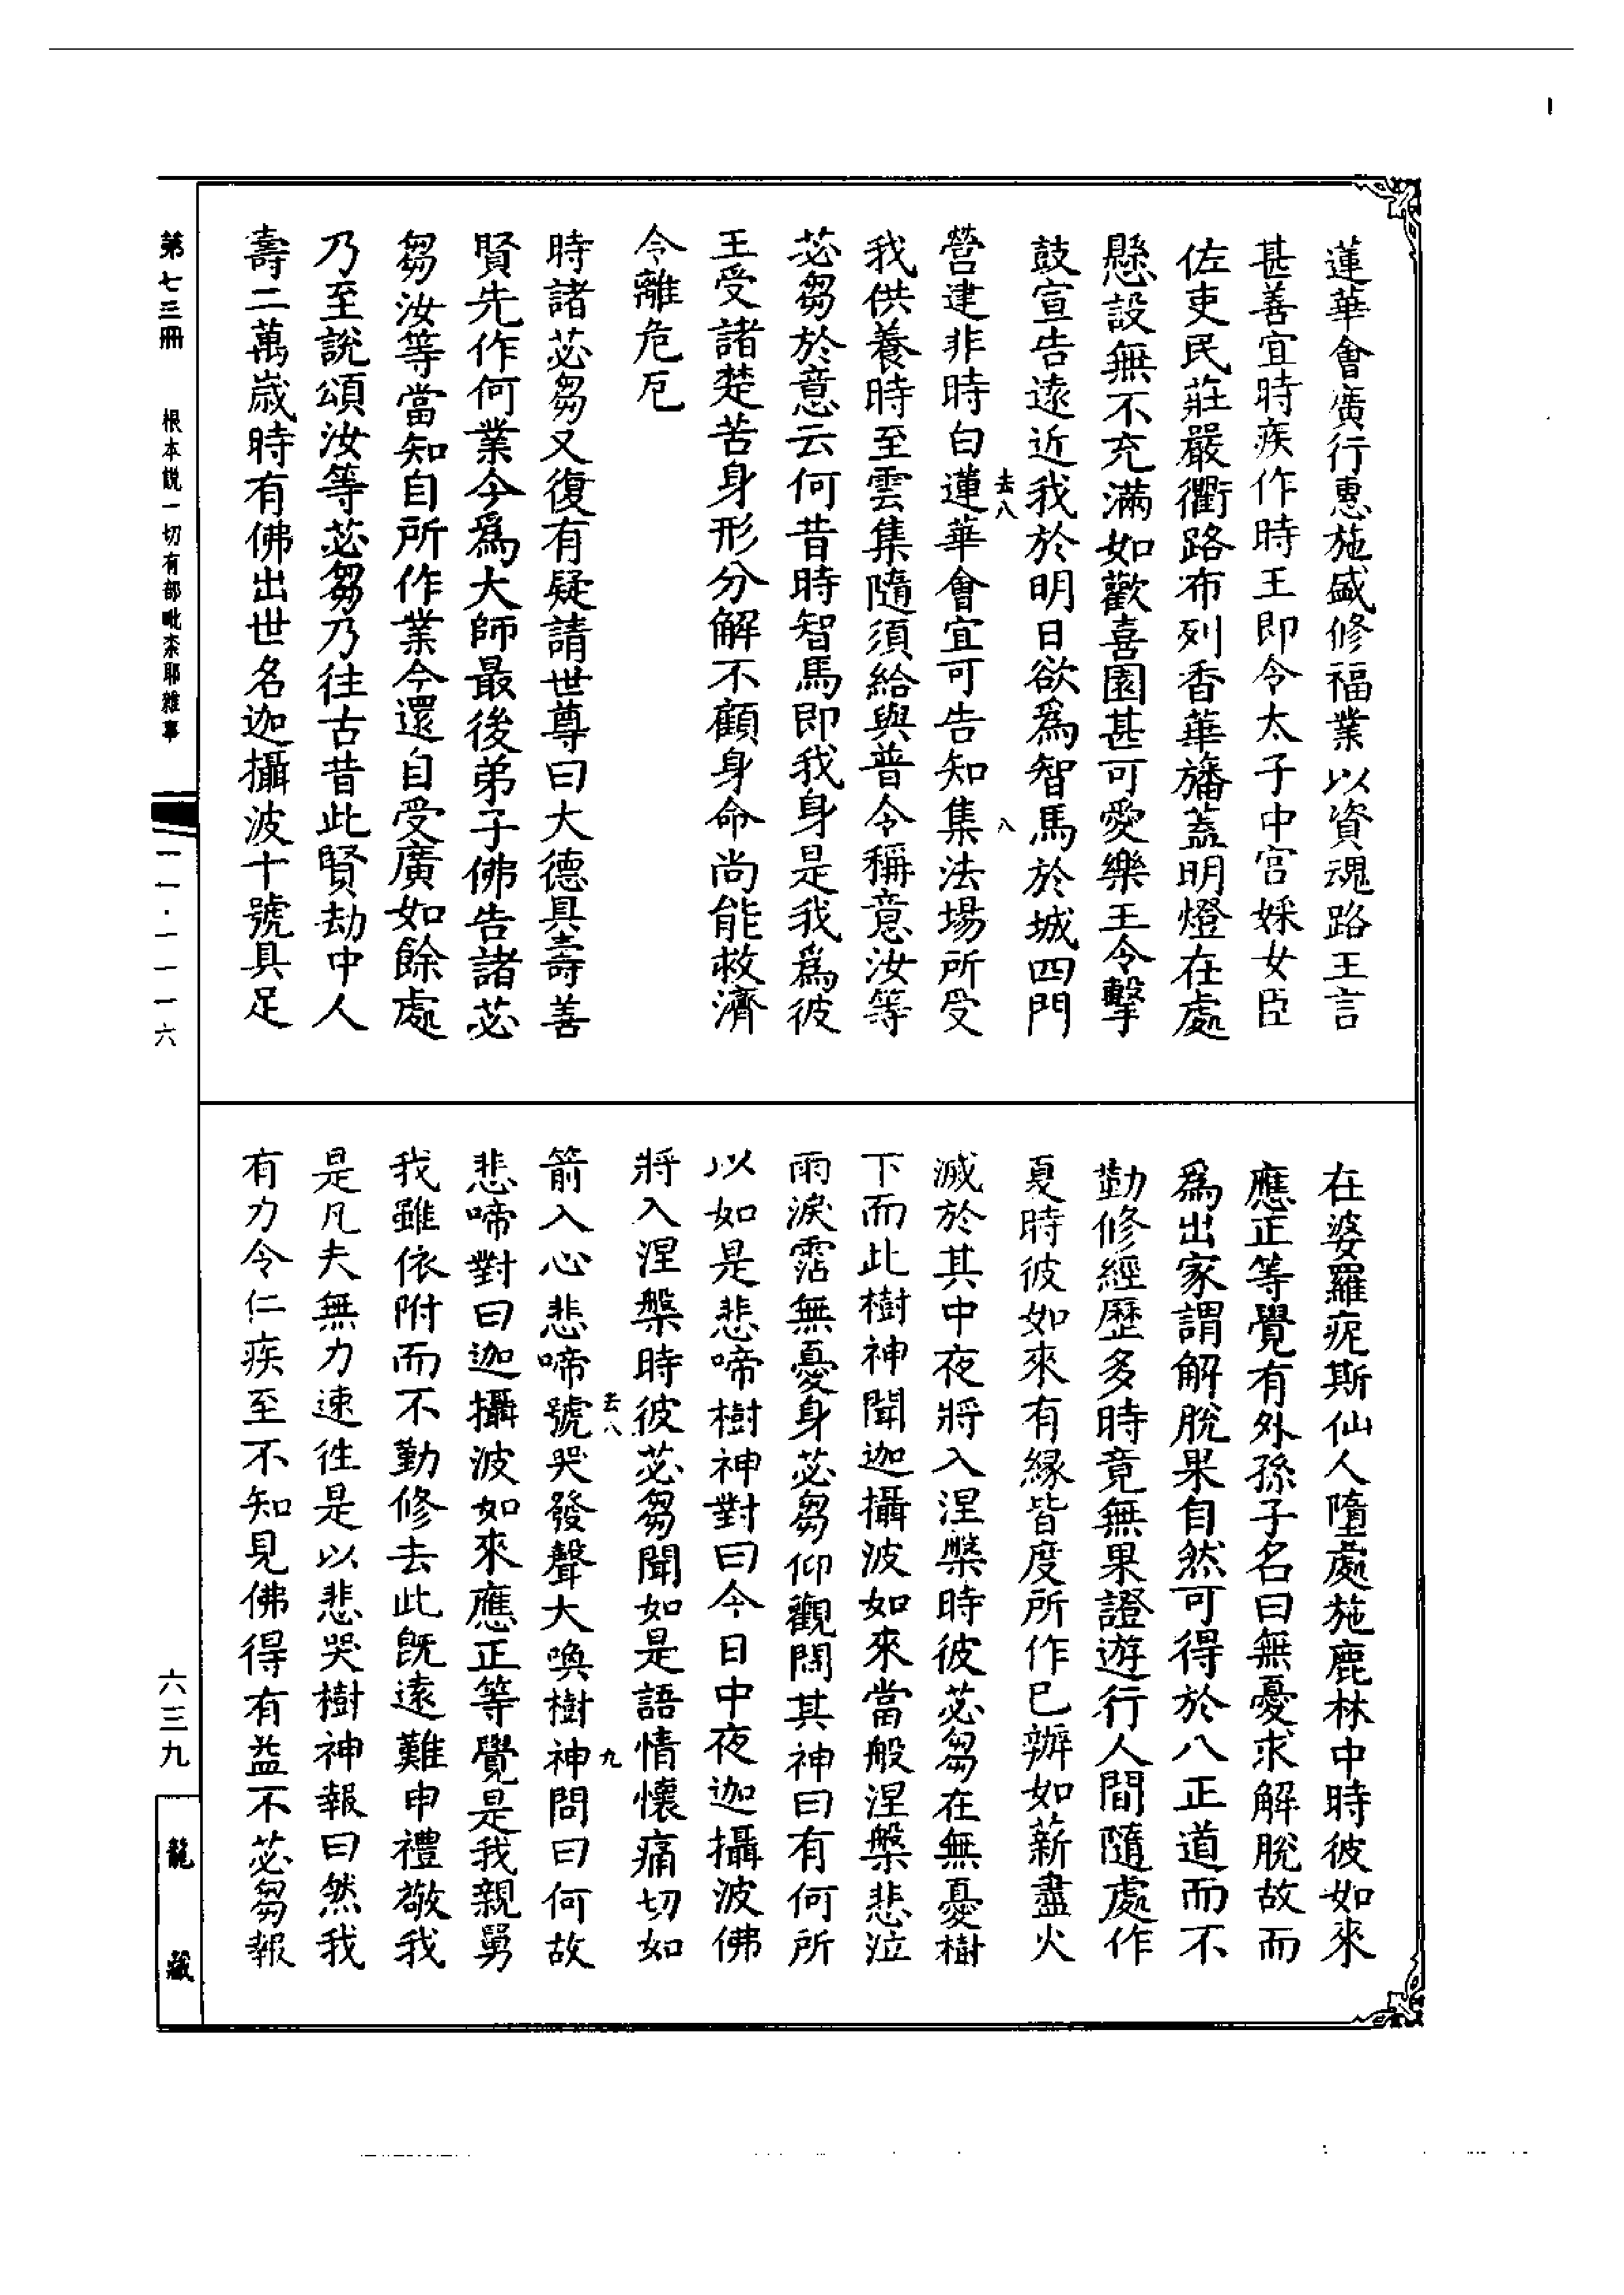 蓮華會廣行惠施盛修福業以資魂路王言
甚善宜時疾作時王即令太子中宮婇女臣
佐吏民莊嚴衢路布列香華旛蓋明燈在處
懸設無不充滿如歡喜園甚可愛樂王令擊
鼓宣告遠近我於明日欲爲智馬於城四門
去八
八
營建非時白蓮華會宜可告知集法場所受
我供養時至雲集隨須給與普令稱意汝等
苾芻於意云何昔時智馬即我身是我爲彼
王受諸楚苦身形分解不顧身命尚能救濟
令離危厄
時諸苾芻又復有疑請世尊曰大德具壽善
賢先作何業今爲大師最後弟子佛告諸苾
芻汝等當知自所作業今還自受廣如餘處
乃至說頌汝等苾芻乃往古昔此賢劫中人
壽二萬歲時有佛出世名迦攝波十號具足
在婆羅痆斯仙人墮處施鹿林中時彼如來
應正等覺有外孫子名曰無憂求解脫故而
爲出家謂解脫果自然可得於八正道而不
勤修經歷多時竟無果證遊行人間隨處作
夏時彼如來有緣皆度所作已辦如薪盡火
滅於其中夜將入涅槃時彼苾芻在無憂樹
下而此樹神聞迦攝波如來當般涅槃悲泣
雨淚霑無憂身苾芻仰觀問其神曰有何所
以如是悲啼樹神對曰今日中夜迦攝波佛
將入涅槃時彼苾芻聞如是語情懷痛切如
去八
九
箭入心悲啼號哭發聲大喚樹神問曰何故
悲啼對曰迦攝波如來應正等覺是我親舅
我雖依附而不勤修去此既遠難申禮敬我
是凡夫無力速往是以悲哭樹神報曰然我
有力令仁疾至不知見佛得有益不苾芻報
第七三冊
根本說一切有部毗柰耶雜事
一一一·一一一六
六三九
龍藏